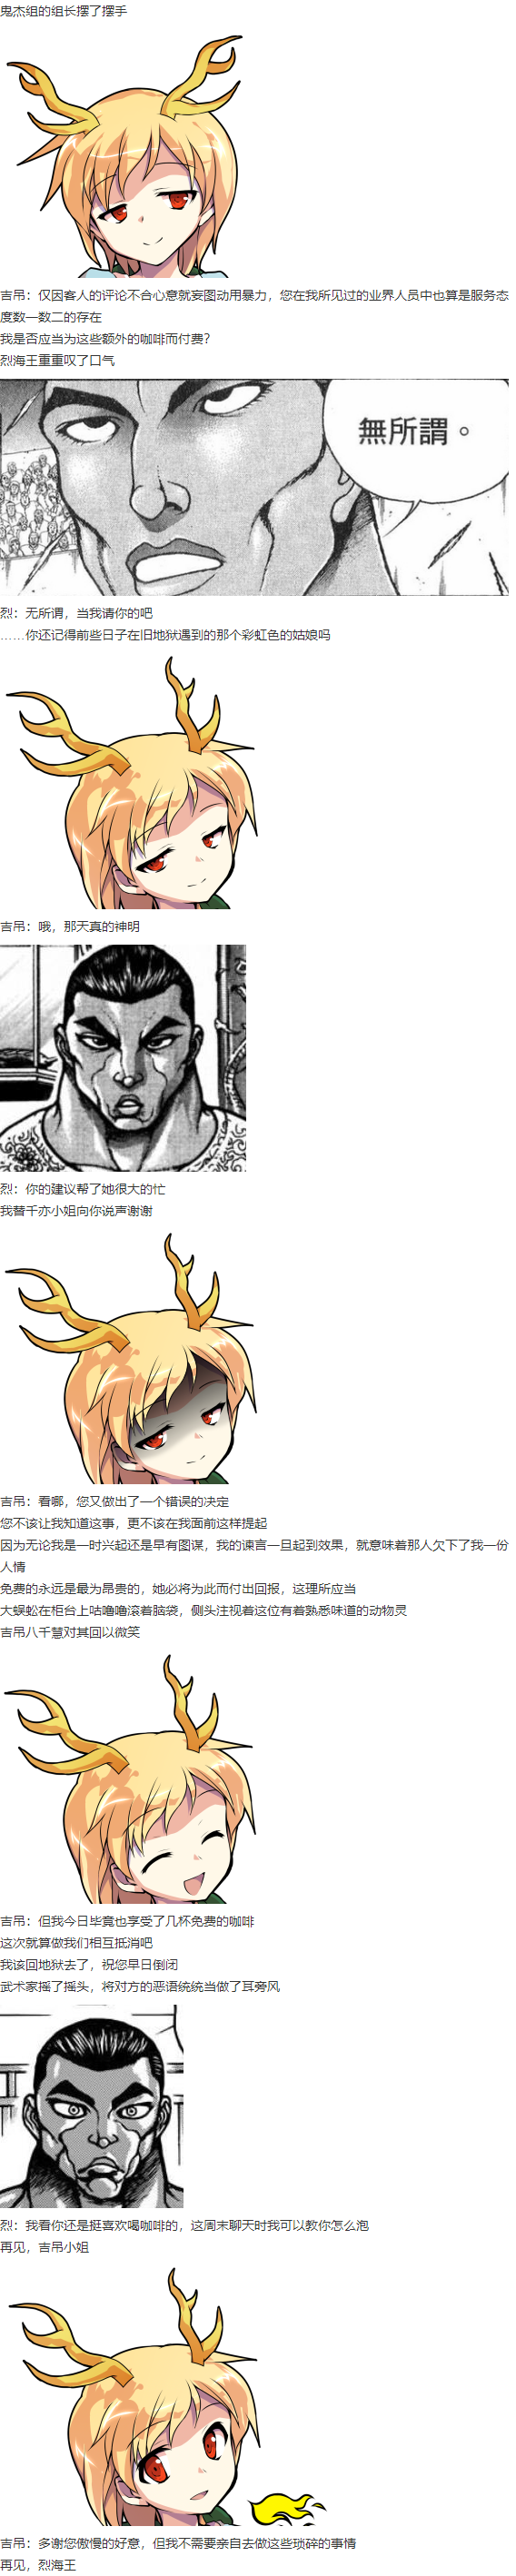 鬼杰组的组长摆了摆手
吉吊：仅因客人的评论不合心意就妄图动用暴力，您在我所见过的业界人员中也算是服务态
度数一数二的存在
我是否应当为这些额外的咖啡而付费？
烈海王重重叹了口气
無所謂。
烈：无所谓，当我请你的吧
……你还记得前些日子在旧地狱遇到的那个彩虹色的姑娘吗
吉吊：哦，那天真的神明
烈：你的建议帮了她很大的忙
我替千亦小姐向你说声谢谢
吉吊：看哪，您又做出了一个错误的决定
您不该让我知道这事，更不该在我面前这样提起
因为无论我是一时兴起还是早有图谋，我的谏言一旦起到效果，就意味着那人欠下了我一份
人情
免费的永远是最为昂贵的，她必将为此而付出回报，这理所应当
大蜈蚣在柜台上咕噜噜滚着脑袋，侧头注视着这位有着熟悉味道的动物灵
吉吊八千慧对其回以微笑
吉吊：但我今日毕竟也享受了几杯免费的咖啡
这次就算做我们相互抵消吧
我该回地狱去了，祝您早日倒闭
武术家摇了摇头，将对方的恶语统统当做了耳旁风
烈：我看你还是挺喜欢喝咖啡的，这周末聊天时我可以教你怎么泡
再见，吉吊小姐
吉吊：多谢您傲慢的好意，但我不需要亲自去做这些琐碎的事情
再见，烈海王